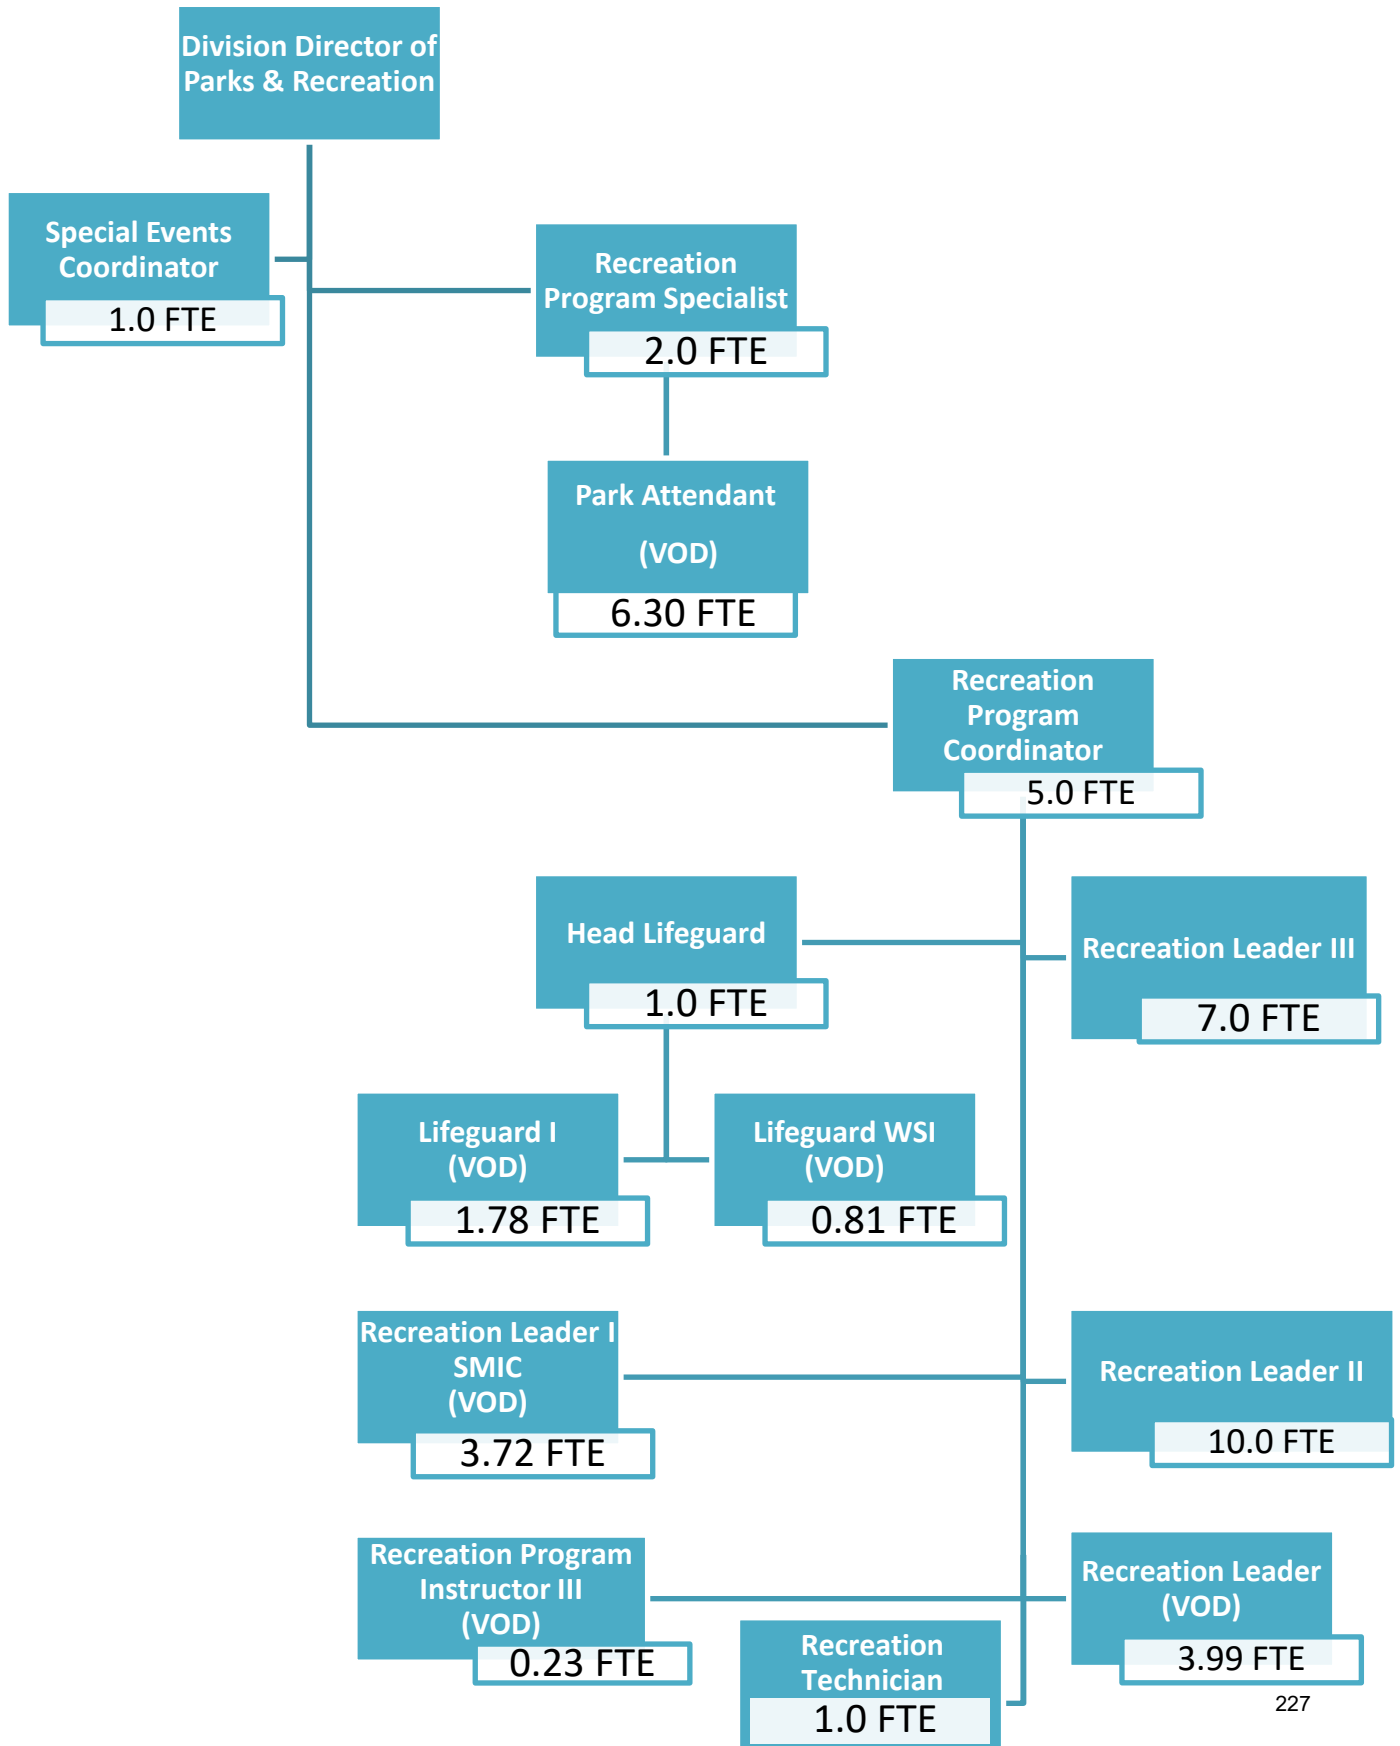 Division Director of
Parks & Recreation
Special Events
Coordinator
1.0 FTE
Recreation
Program Specialist
2.0 FTE
Park Attendant
(VOD)
6.30 FTE
Recreation
Program
Coordinator
5.0 FTE
Head Lifeguard
1.0 FTE
Recreation Leader III
7.0 FTE
Lifeguard I
(VOD)
1.78 FTE
Lifeguard WSI
(VOD)
0.81 FTE
Recreation Leader I
SMIC
(VOD)
3.72 FTE
Recreation Leader II
10.0 FTE
Recreation Program
Instructor III
(VOD)
0.23 FTE
Recreation Leader
(VOD)
3.99 FTE
Recreation
Technician
1.0 FTE
227